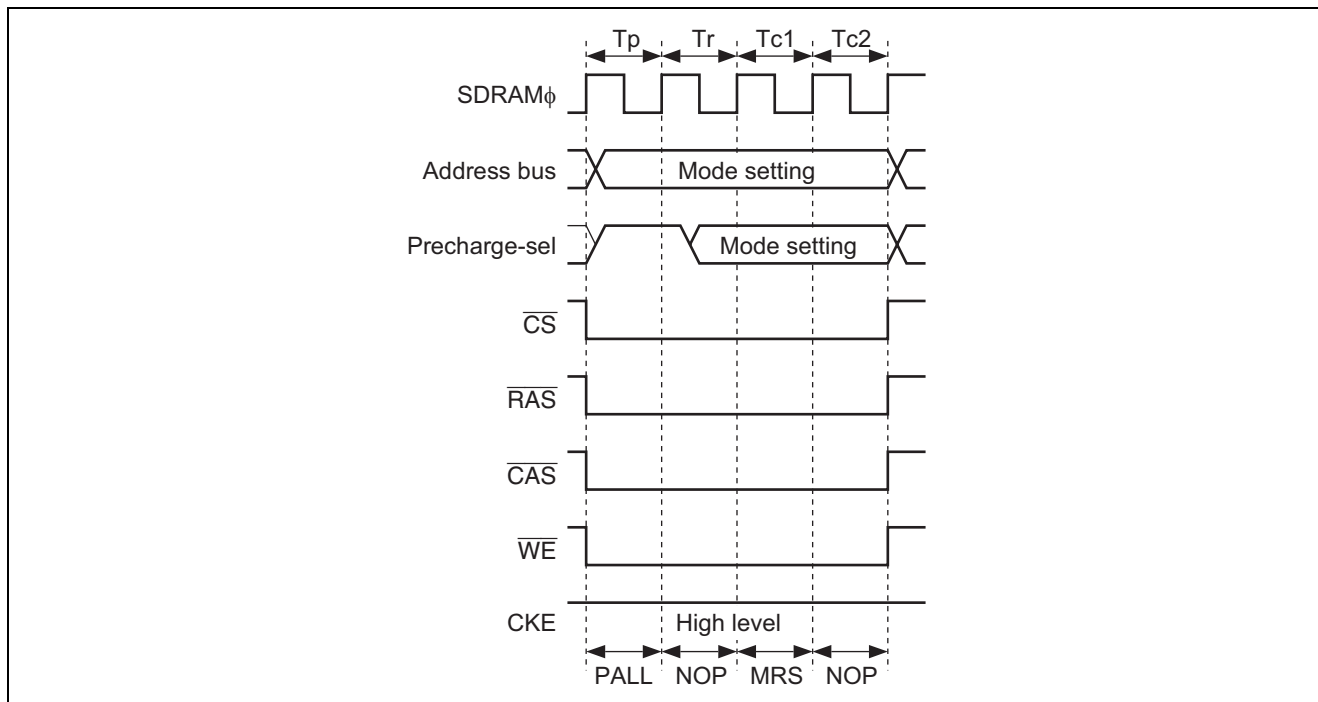 Tp Tr Tc1 Tc2
SDRAMϕ
Address bus Mode setting
Precharge-sel Mode setting
CS
RAS
CAS
WE
CKE High level
PALL NOP MRS NOP